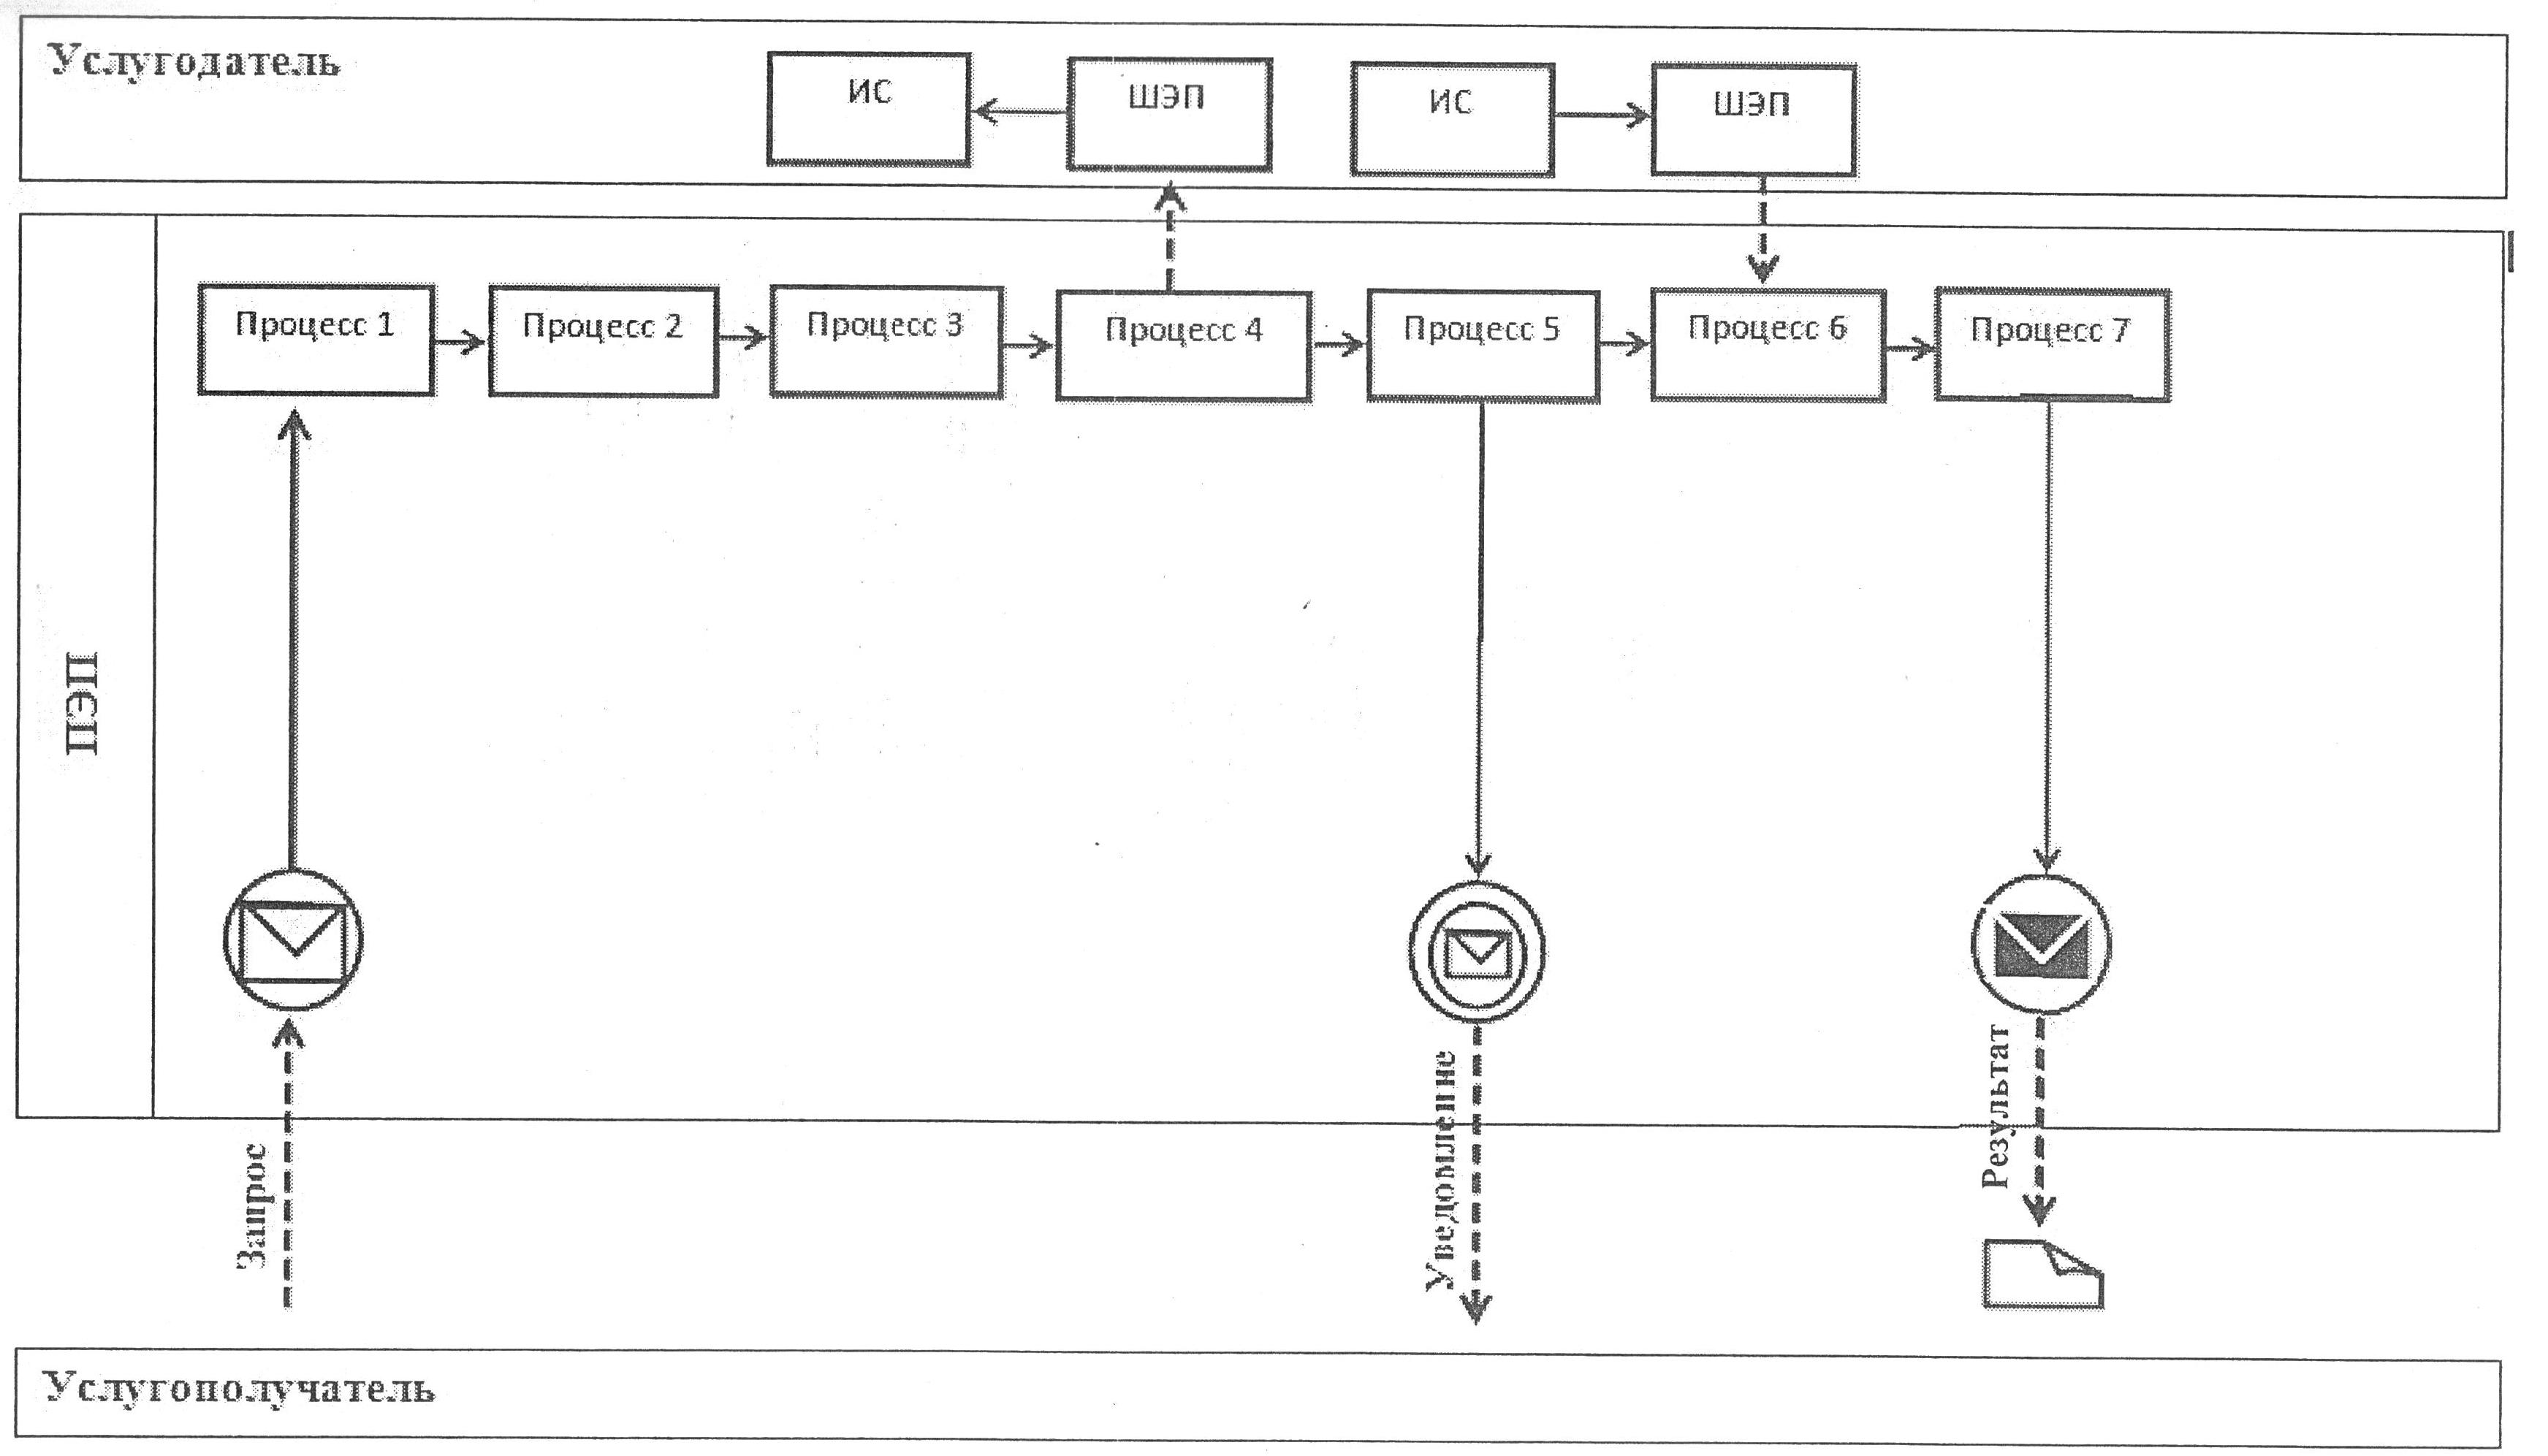 Услугодатель
ИС
ШЭП
ИС
ШЭП
ПЭП
Процесс 1
Процесс 2
Процесс 3
Процесс 4
Процесс 5
Процесс 6
Процесс 7
Запрос
Уведомление
Результат
Услугополучатель